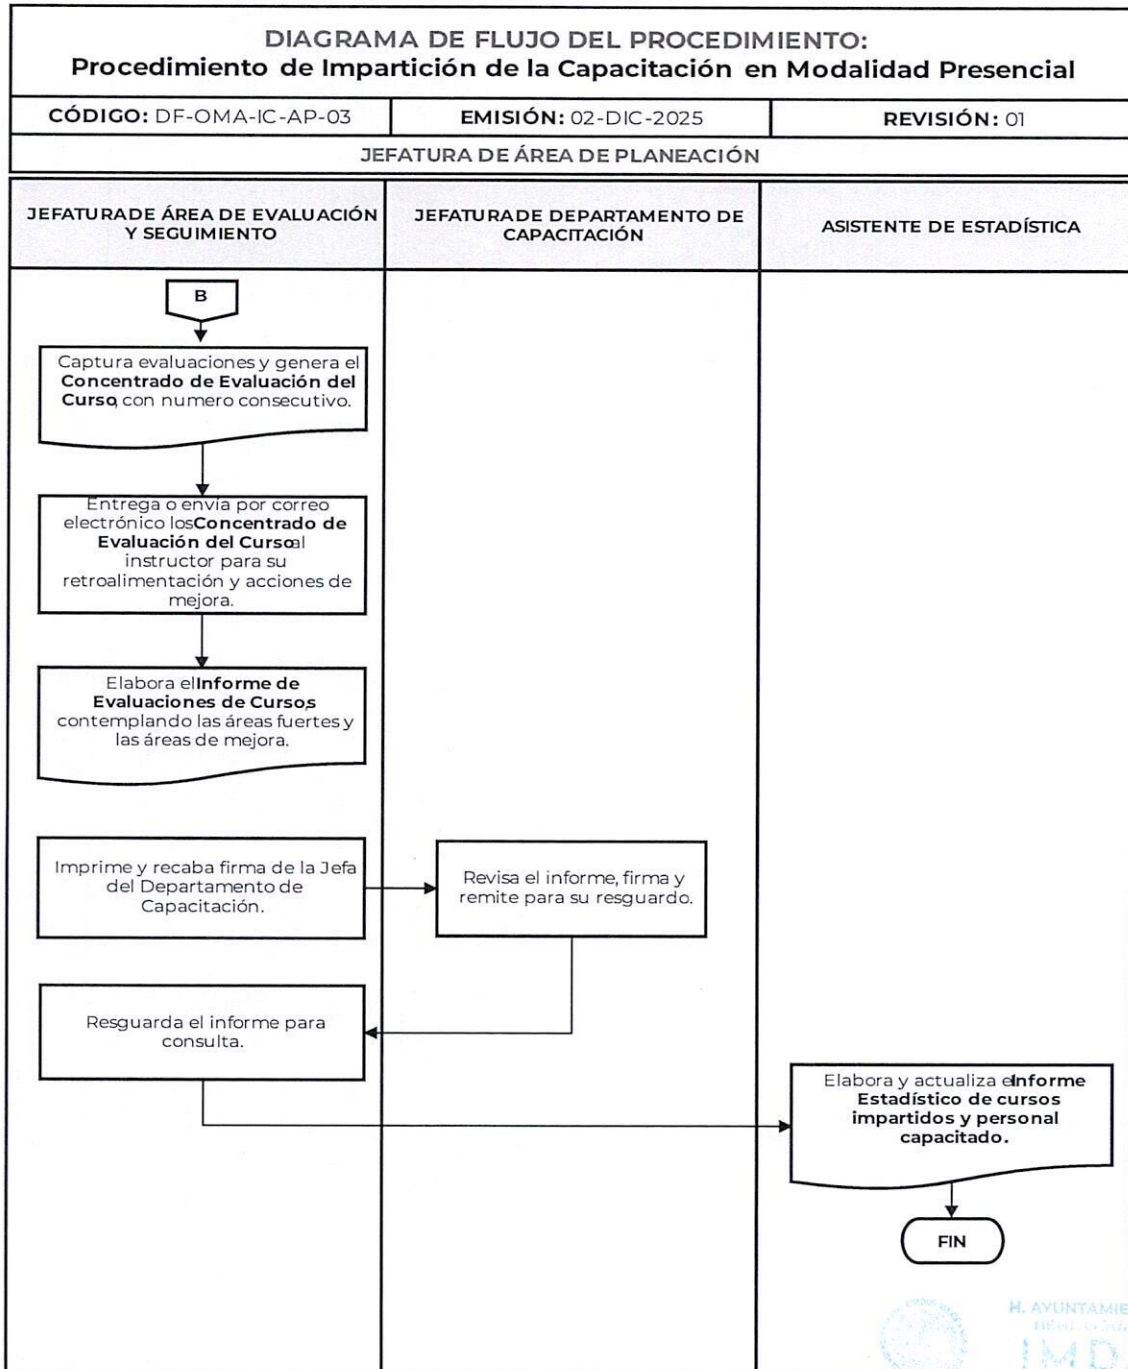 DIAGRAMA DE FLUJO DEL PROCEDIMIENTO:
Procedimiento de Impartición de la Capacitación en Modalidad Presencial
CÓDIGO: DF-OMA-IC-AP-03
EMISIÓN: 02-DIC-2025
REVISIÓN: 01
JEFATURA DE ÁREA DE PLANEACIÓN
JEFATURA DE ÁREA DE EVALUACIÓN
Y SEGUIMIENTO
JEFATURA DE DEPARTAMENTO DE
CAPACITACIÓN
ASISTENTE DE ESTADÍSTICA
B
Captura evaluaciones y genera el
Concentrado de Evaluación del
Curso, con numero consecutivo.
Entrega o envía por correo
electrónico los Concentrado de
Evaluación del Curso al
instructor para su
retroalimentación y acciones de
mejora.
Elabora el Informe de
Evaluaciones de Cursos,
contemplando las áreas fuertes y
las áreas de mejora.
Imprime y recaba firma de la Jefa
del Departamento de
Capacitación.
Revisa el informe, firma y
remite para su resguardo.
Resguarda el informe para
consulta.
Elabora y actualiza el Informe
Estadístico de cursos
impartidos y personal
capacitado.
FIN
H. AYUNTAMIE
IMD